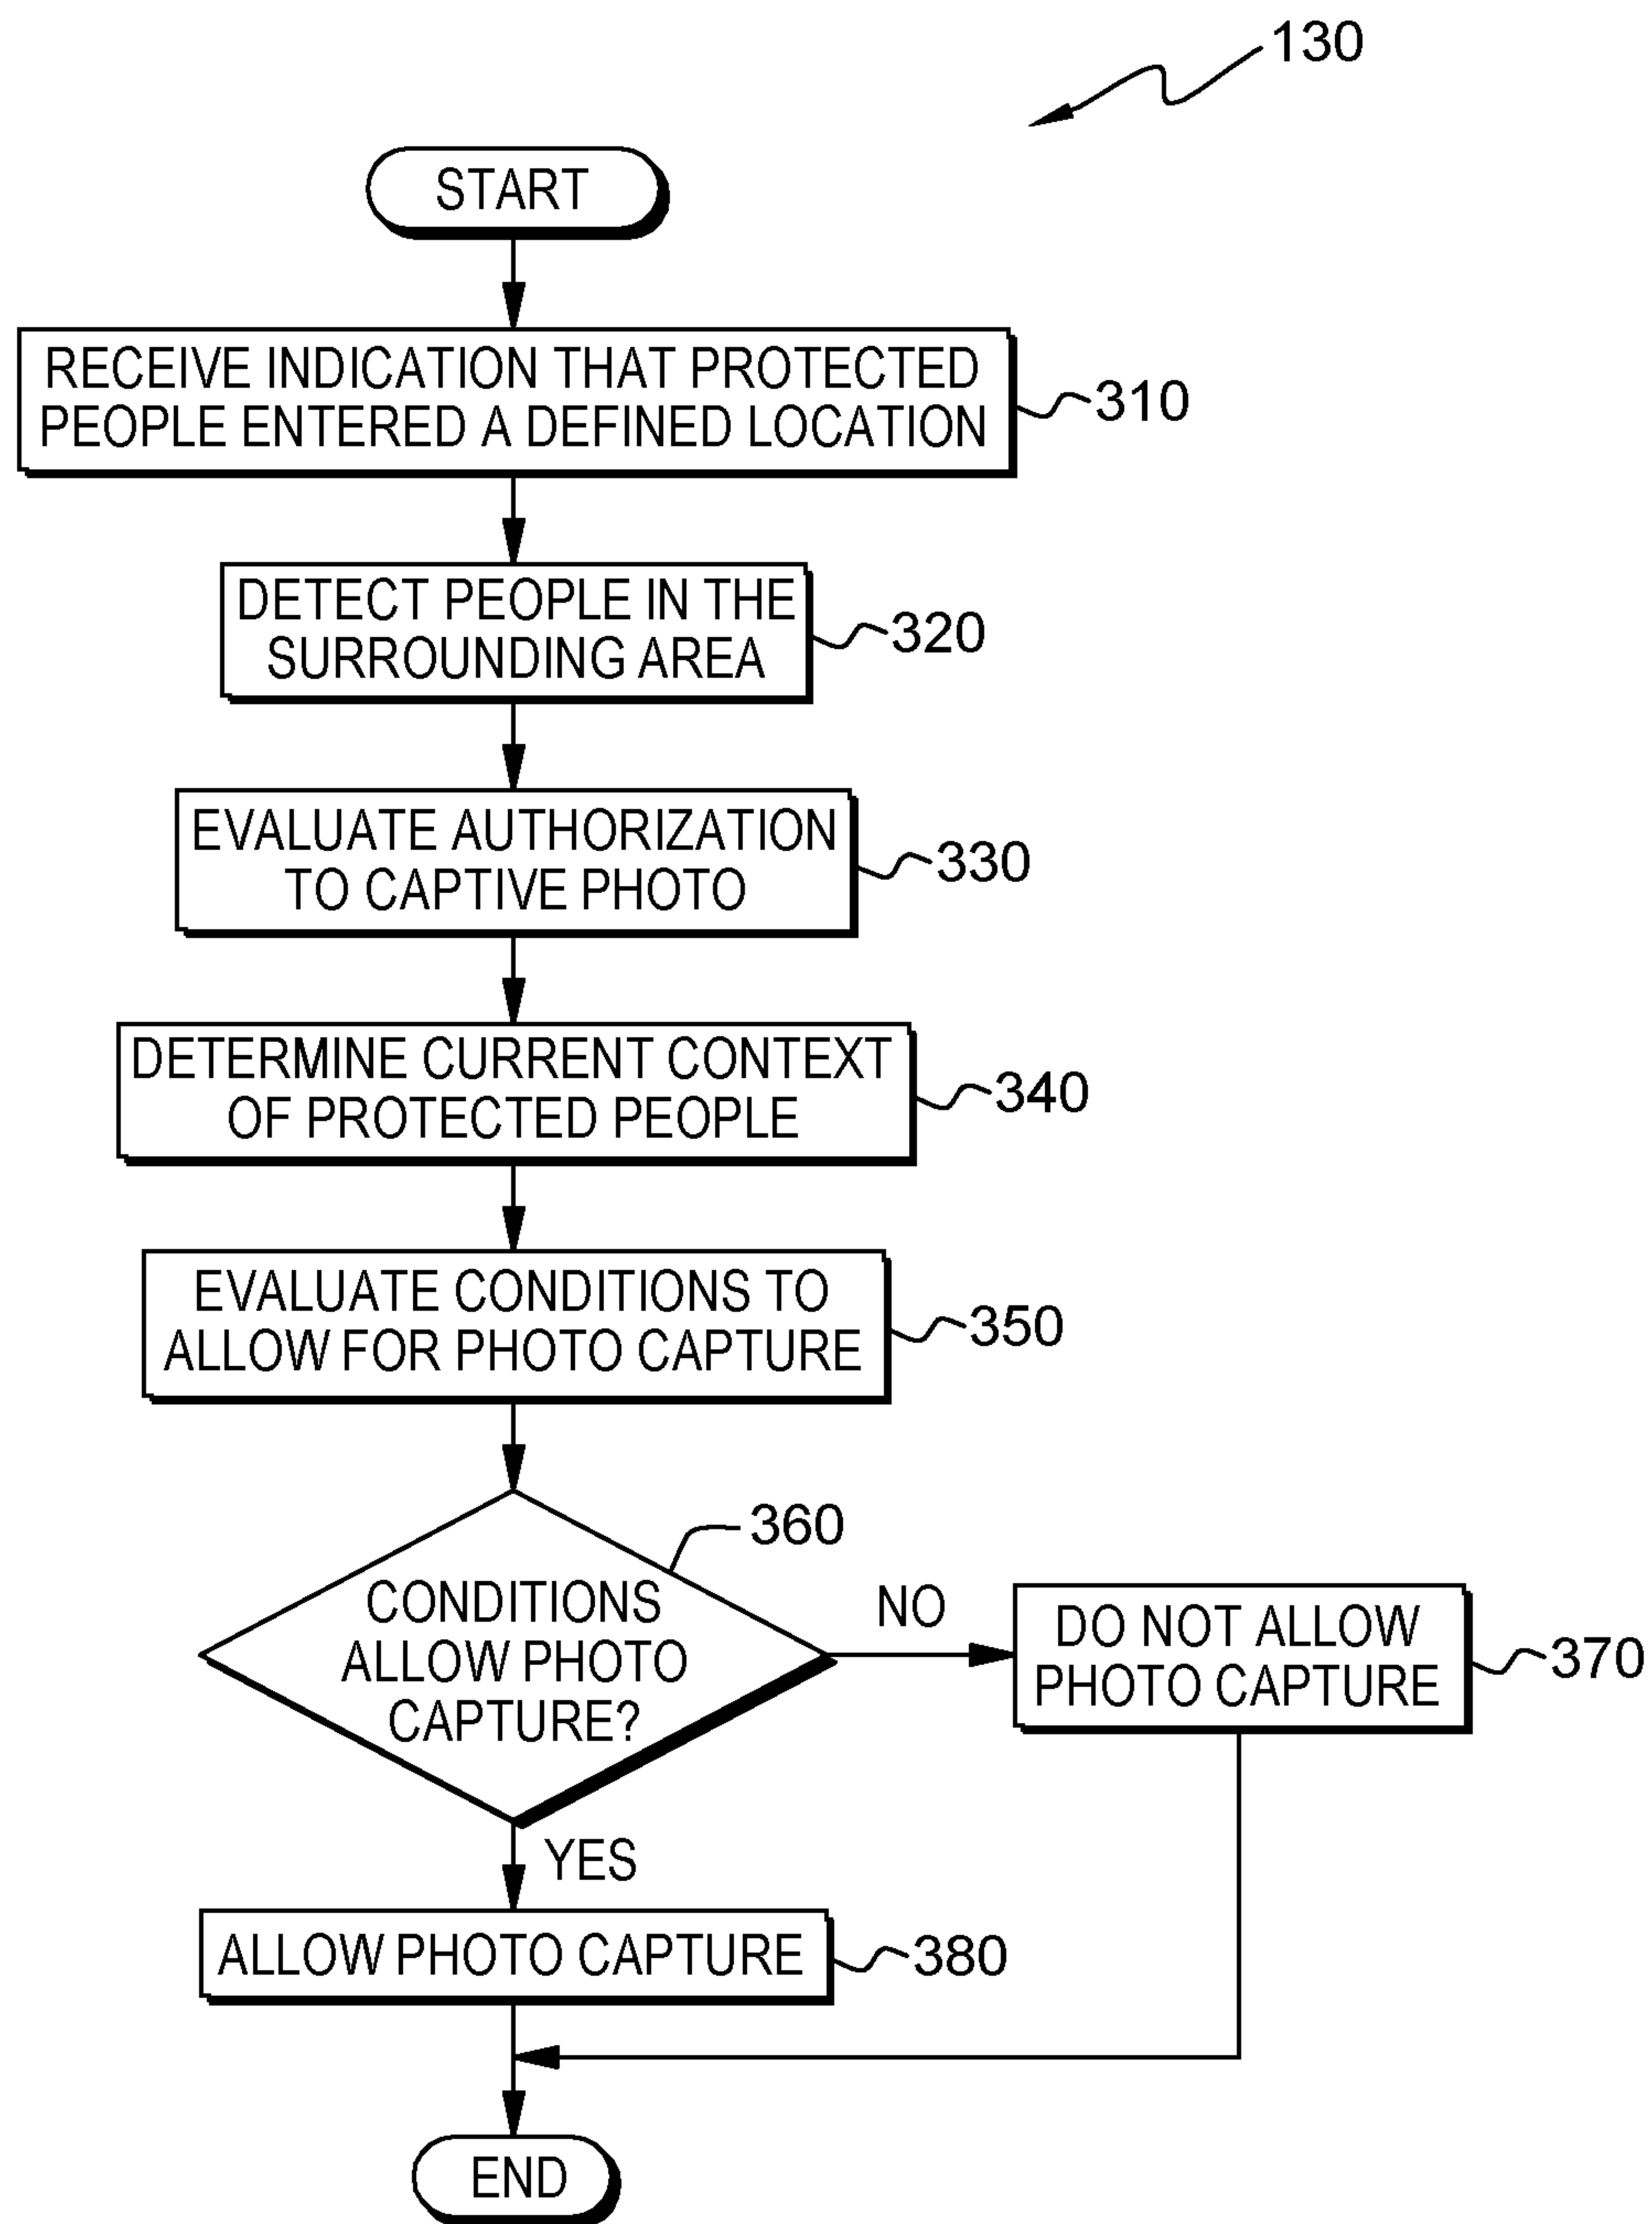 130
START
RECEIVE INDICATION THAT PROTECTED
PEOPLE ENTERED A DEFINED LOCATION
310
DETECT PEOPLE IN THE
SURROUNDING AREA
320
EVALUATE AUTHORIZATION
TO CAPTIVE PHOTO
330
DETERMINE CURRENT CONTEXT
OF PROTECTED PEOPLE
340
EVALUATE CONDITIONS TO
ALLOW FOR PHOTO CAPTURE
350
360
CONDITIONS
ALLOW PHOTO
CAPTURE?
NO
DO NOT ALLOW
PHOTO CAPTURE
370
YES
ALLOW PHOTO CAPTURE
380
END